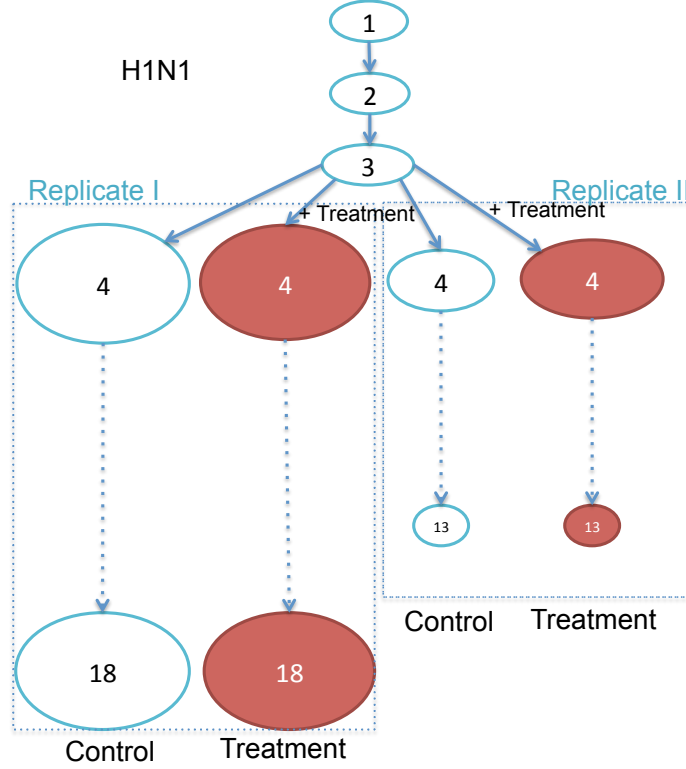 1
H1N1
2
3
Replicate I
Replicate II
+ Treatment
+ Treatment
4
4
4
4
13
13
Control
Treatment
18
18
Control
Treatment